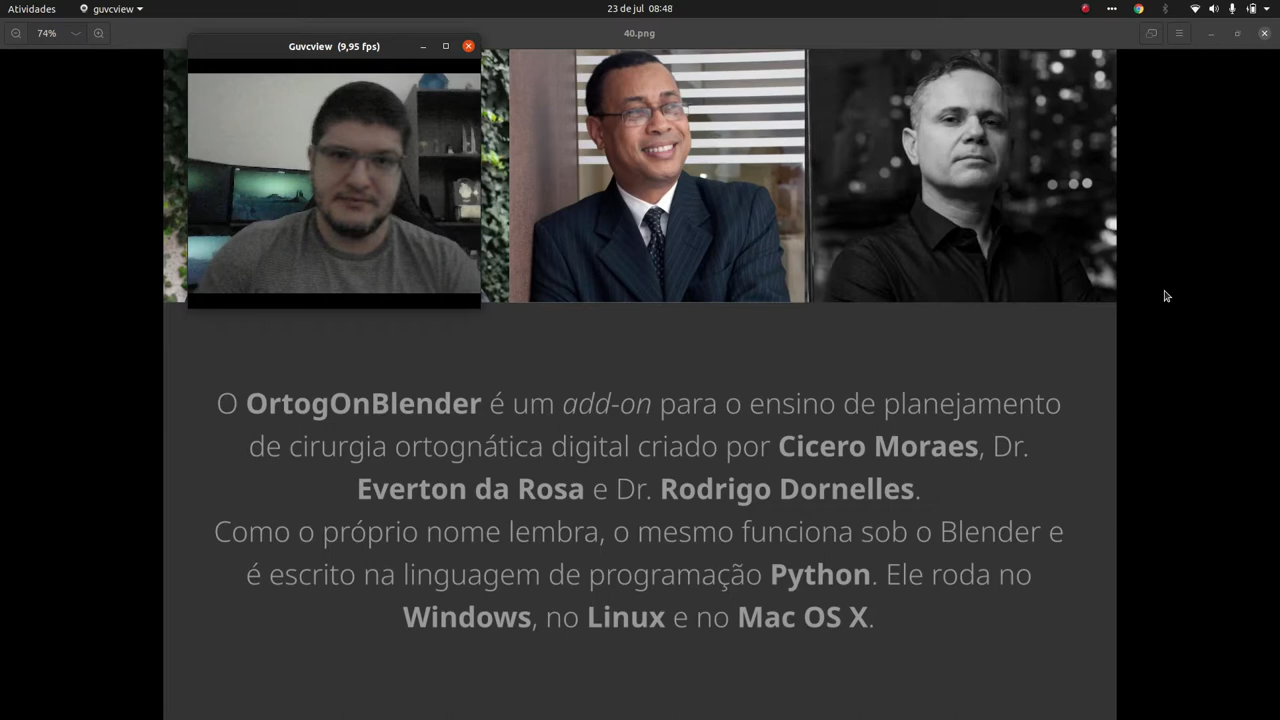 Atividades
guvcview
23 de jul 08:48
74%
40.png
Guvcview (9,95 fps)
O OrtogOnBlender é um add-on para o ensino de planejamento
de cirurgia ortognática digital criado por Cicero Moraes, Dr.
Everton da Rosa e Dr. Rodrigo Dornelles.
Como o próprio nome lembra, o mesmo funciona sob o Blender e
é escrito na linguagem de programação Python. Ele roda no
Windows, no Linux e no Mac OS X.